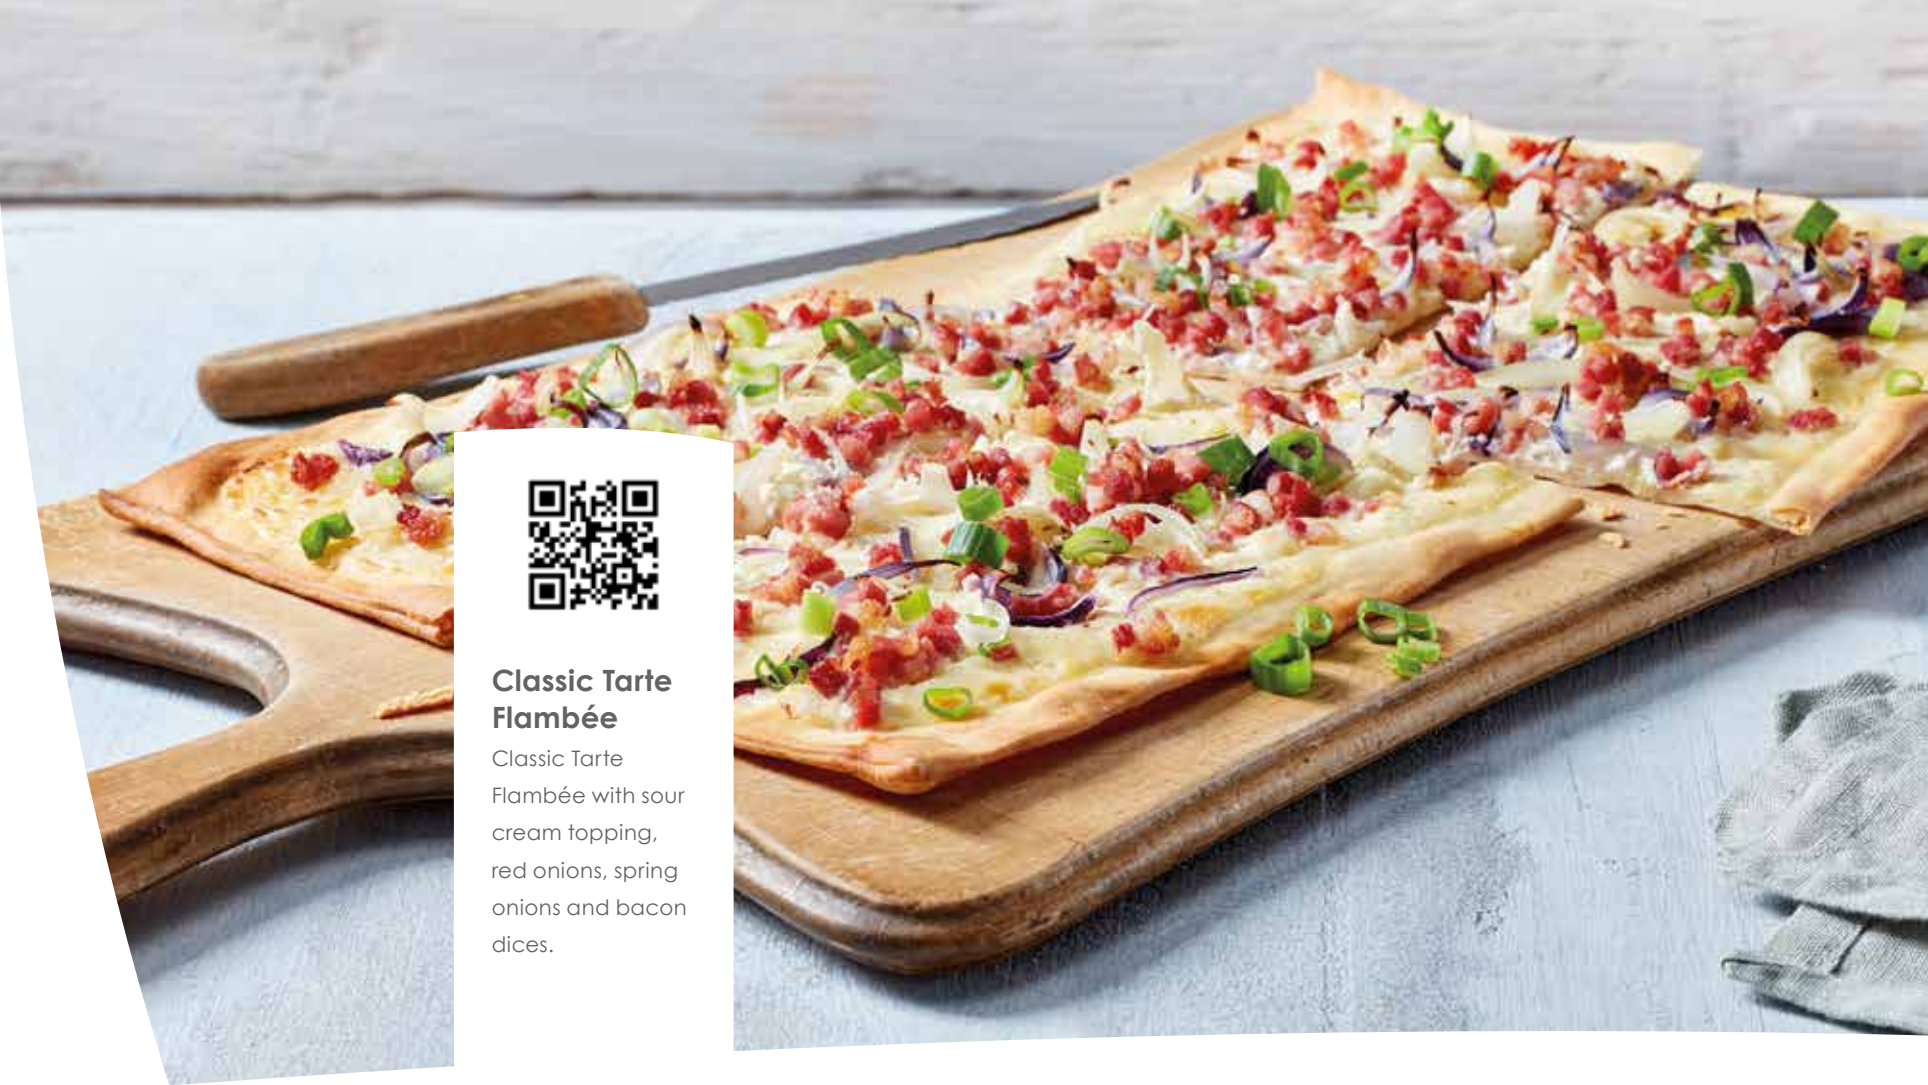 Classic Tarte
Flambée
Classic Tarte
Flambée with sour
cream topping,
red onions, spring
onions and bacon
dices.